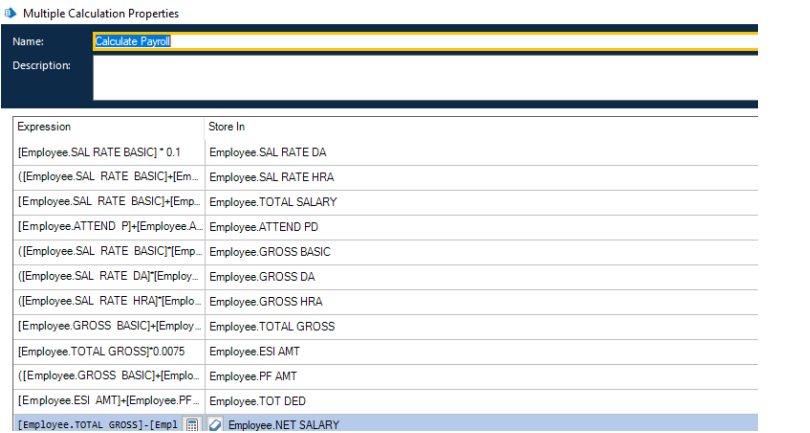 Multiple Calculation Properties
Name: Calculate Payroll
Description:
Expression Store In
[Employee.SAL RATE BASIC] * 0.1 Employee.SAL RATE DA
([Employee.SAL RATE BASIC]+[Em... Employee.SAL RATE HRA
[Employee.SAL RATE BASIC]+[Emp... Employee.TOTAL SALARY
[Employee.ATTEND P]+[Employee.A... Employee.ATTEND PD
([Employee.SAL RATE BASIC]*[Emp... Employee.GROSS BASIC
([Employee.SAL RATE DA]*[Employ... Employee.GROSS DA
([Employee.SAL RATE HRA]*[Emplo... Employee.GROSS HRA
[Employee.GROSS BASIC]+[Employ... Employee.TOTAL GROSS
[Employee.TOTAL GROSS]*0.0075 Employee.ESI AMT
([Employee.GROSS BASIC]+[Emplo... Employee.PF AMT
[Employee.ESI AMT]+[Employee.PF... Employee.TOT DED
[Employee.TOTAL GROSS]-[Empl Employee.NET SALARY